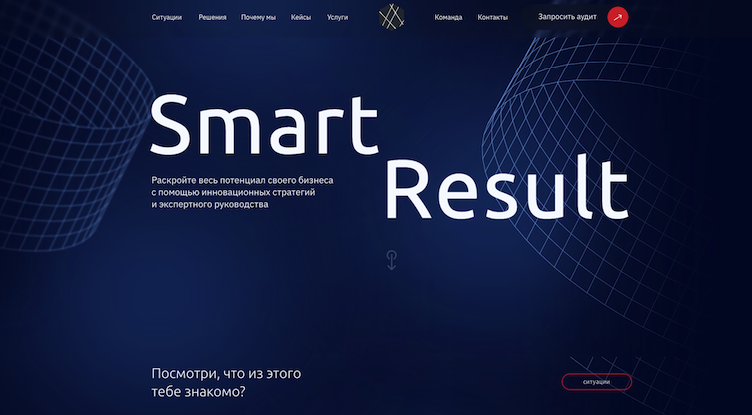 Ситуации Решения Почему мы Кейсы Услуги Команда Контакты Запросить аудит
Smart
Result
Раскройте весь потенциал своего бизнеса
с помощью инновационных стратегий
и экспертного руководства
Посмотри, что из этого
тебе знакомо?
ситуации